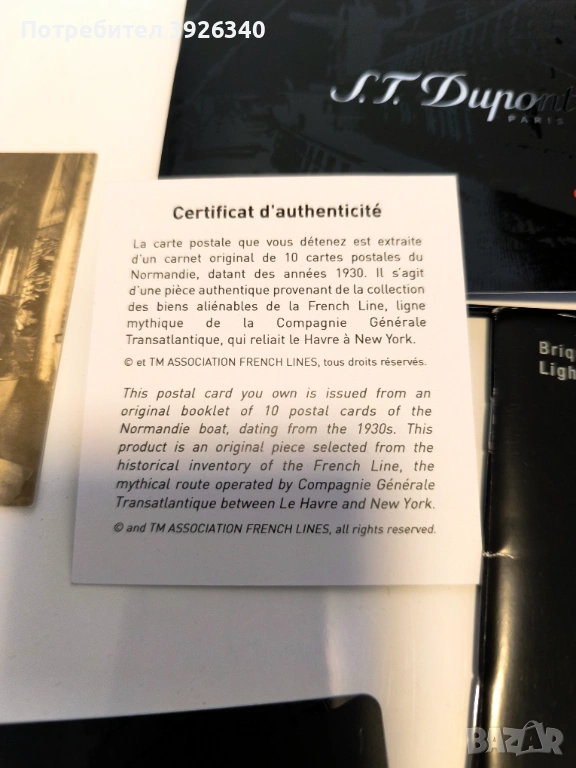 Потребител 3926340
S.T. Dupont
PARIS
Certificat d'authenticité
La carte postale que vous détenez est extraite
d'un carnet original de 10 cartes postales du
Normandie, datant des années 1930. Il s'agit
d'une pièce authentique provenant de la collection
des biens aliénables de la French Line, ligne
mythique de la Compagnie Générale
Transatlantique, qui reliait le Havre à New York.
© et TM ASSOCIATION FRENCH LINES, tous droits réservés.
This postal card you own is issued from an
original booklet of 10 postal cards of the
Normandie boat, dating from the 1930s. This
product is an original piece selected from the
historical inventory of the French Line, the
mythical route operated by Compagnie Générale
Transatlantique between Le Havre and New York.
© and TM ASSOCIATION FRENCH LINES, all rights reserved.
Briq
Ligh
BAZAR